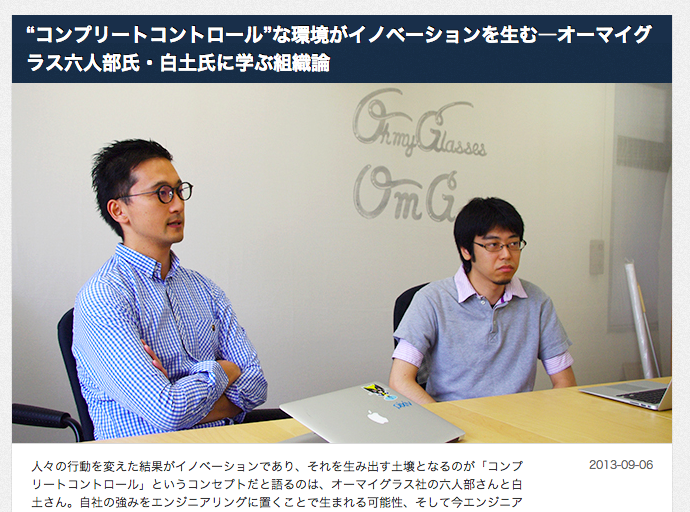 “コンプリートコントロール”な環境がイノベーションを生む―オーマイグ
ラス六人部氏・白土氏に学ぶ組織論
Oh my Glasses
OmG
人々の行動を変えた結果がイノベーションであり、それを生み出す土壌となるのが「コンプ
リートコントロール」というコンセプトだと語るのは、オーマイグラス社の六人部さんと白
土さん。自社の強みをエンジニアリングに置くことで生まれる可能性、そして今エンジニア
2013-09-06